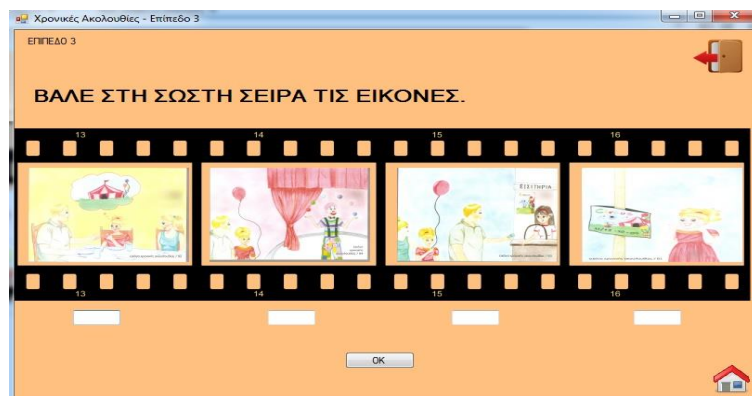 Χρονικές Ακολουθίες - Επίπεδο 3
ΕΠΙΠΕΔΟ 3
ΒΑΛΕ ΣΤΗ ΣΩΣΤΗ ΣΕΙΡΑ ΤΙΣ ΕΙΚΟΝΕΣ.
13 14 15 16
ΕΙΣΙΤΗΡΙΑ
13 14 15 16
OK